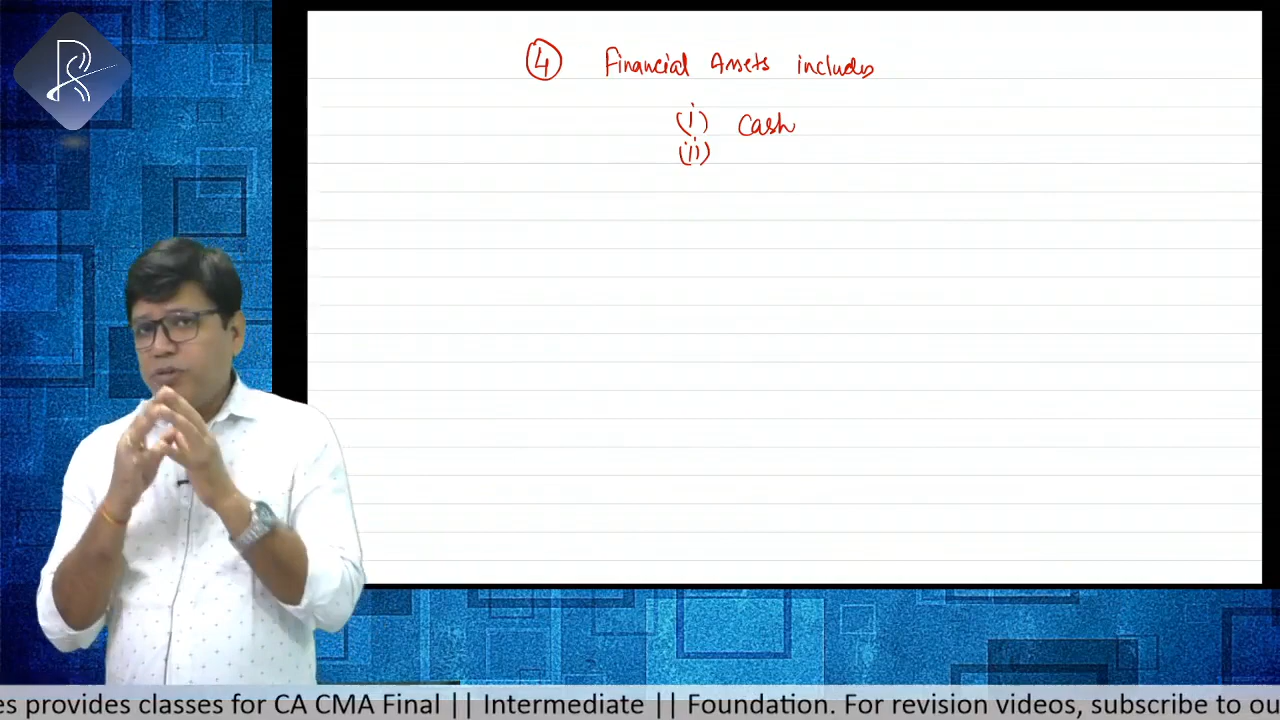 ④ Financial Assets includes
(i) Cash
(ii)
es provides classes for CA CMA Final || Intermediate || Foundation. For revision videos, subscribe to ou